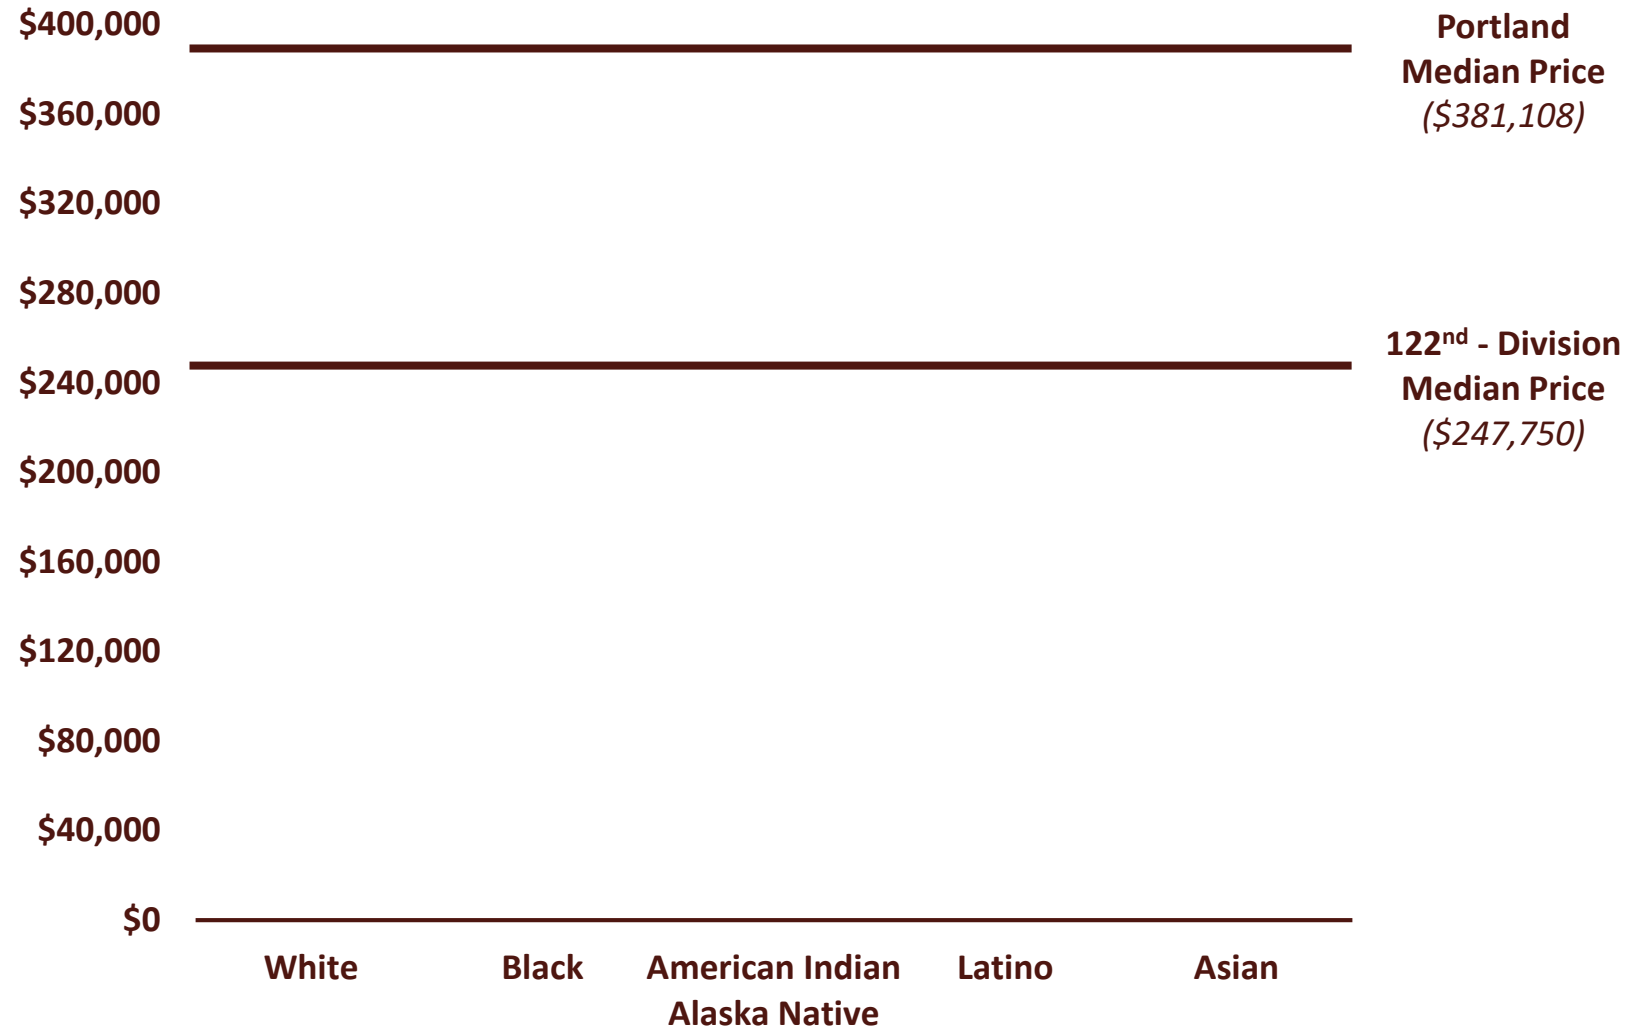 $400,000
$360,000
$320,000
$280,000
$240,000
$200,000
$160,000
$120,000
$80,000
$40,000
$0
White
Black
American Indian
Alaska Native
Latino
Asian
Portland
Median Price
($381,108)
122nd - Division
Median Price
($247,750)